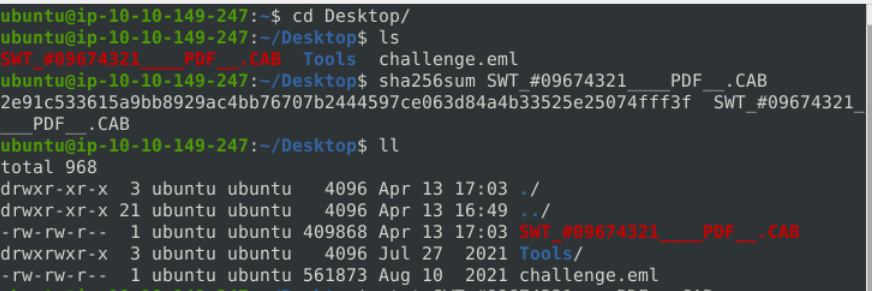 ubuntu@ip-10-10-149-247:~$ cd Desktop/
ubuntu@ip-10-10-149-247:~/Desktop$ ls
SWT_#09674321____PDF__.CAB  Tools  challenge.eml
ubuntu@ip-10-10-149-247:~/Desktop$ sha256sum SWT_#09674321____PDF__.CAB
2e91c533615a9bb8929ac4bb76707b2444597ce063d84a4b33525e25074fff3f  SWT_#09674321_
___PDF__.CAB
ubuntu@ip-10-10-149-247:~/Desktop$ ll
total 968
drwxr-xr-x  3 ubuntu ubuntu   4096 Apr 13 17:03 ./
drwxr-xr-x 21 ubuntu ubuntu   4096 Apr 13 16:49 ../
-rw-rw-r--  1 ubuntu ubuntu 409868 Apr 13 17:03 SWT_#09674321____PDF__.CAB
drwxrwxr-x  3 ubuntu ubuntu   4096 Jul 27  2021 Tools/
-rw-rw-r--  1 ubuntu ubuntu 561873 Aug 10  2021 challenge.eml